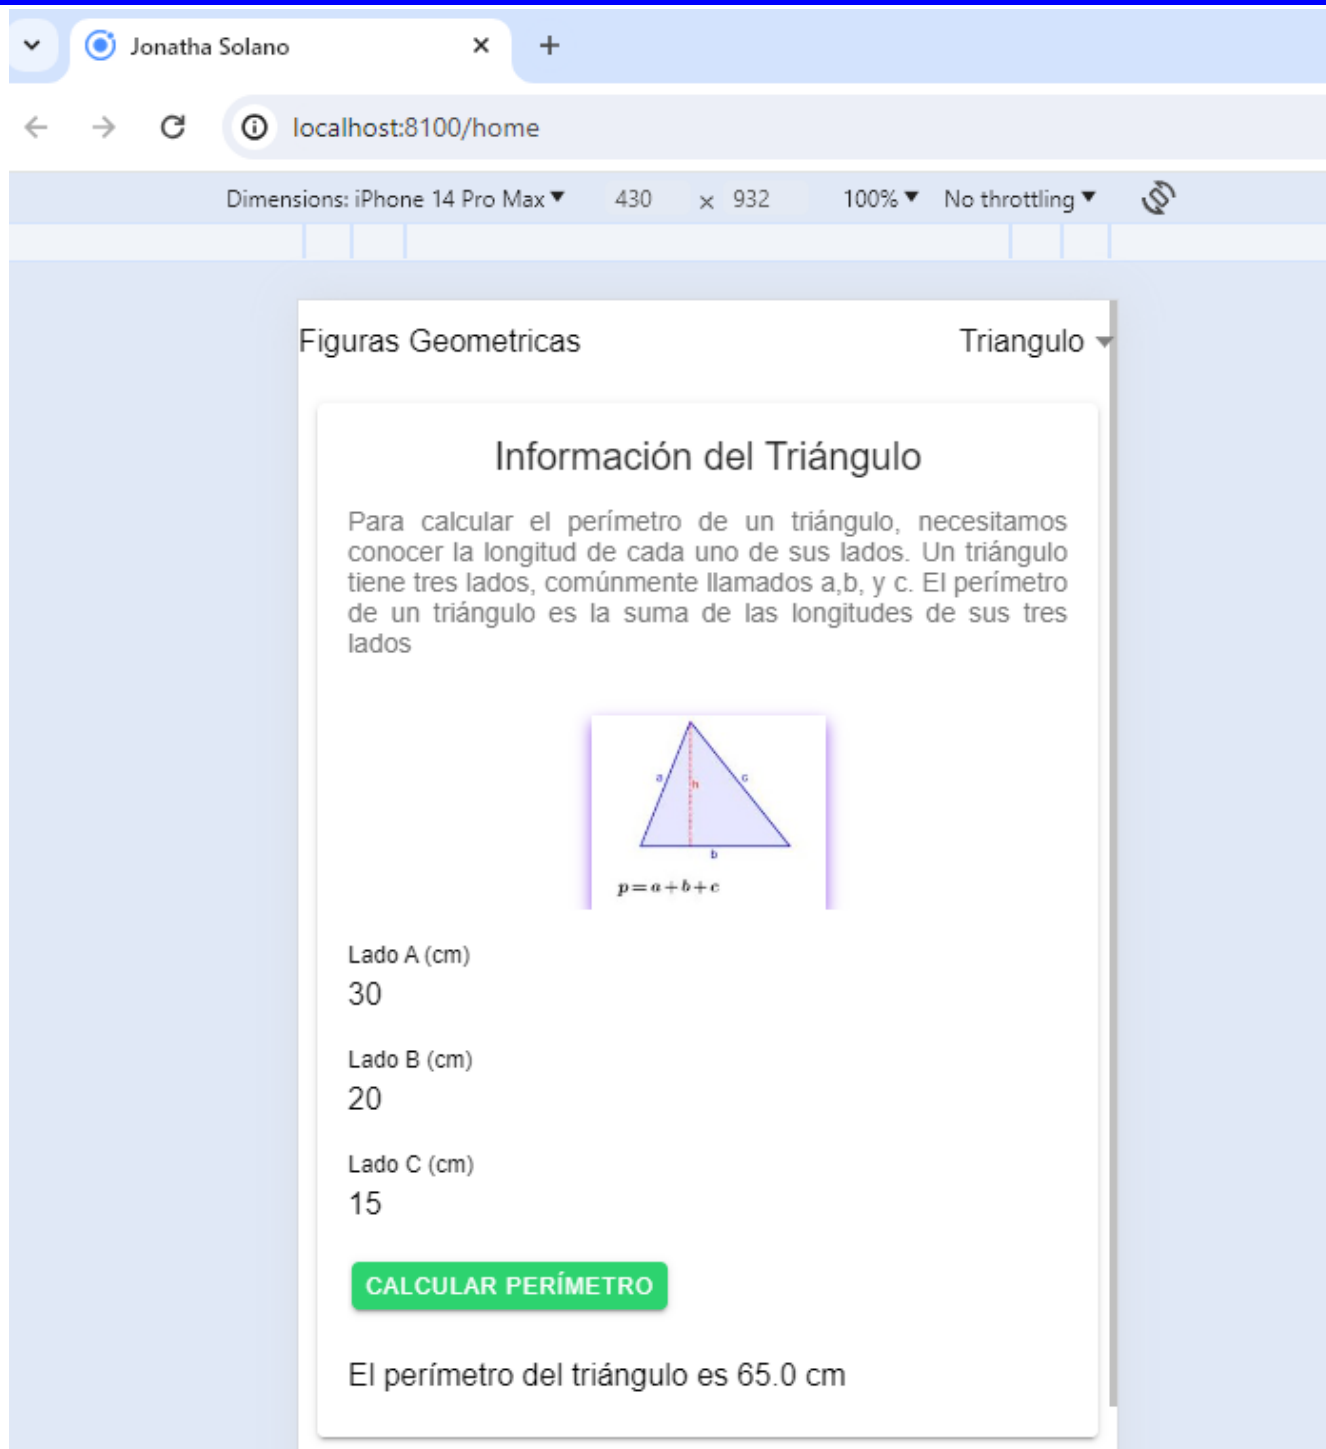 Jonatha Solano
localhost:8100/home
Dimensions: iPhone 14 Pro Max 430 × 932 100% No throttling
Figuras Geometricas Triangulo
Información del Triángulo
Para calcular el perímetro de un triángulo, necesitamos
conocer la longitud de cada uno de sus lados. Un triángulo
tiene tres lados, comúnmente llamados a,b, y c. El perímetro
de un triángulo es la suma de las longitudes de sus tres
lados
a h c
b
p = a + b + c
Lado A (cm)
30
Lado B (cm)
20
Lado C (cm)
15
CALCULAR PERÍMETRO
El perímetro del triángulo es 65.0 cm